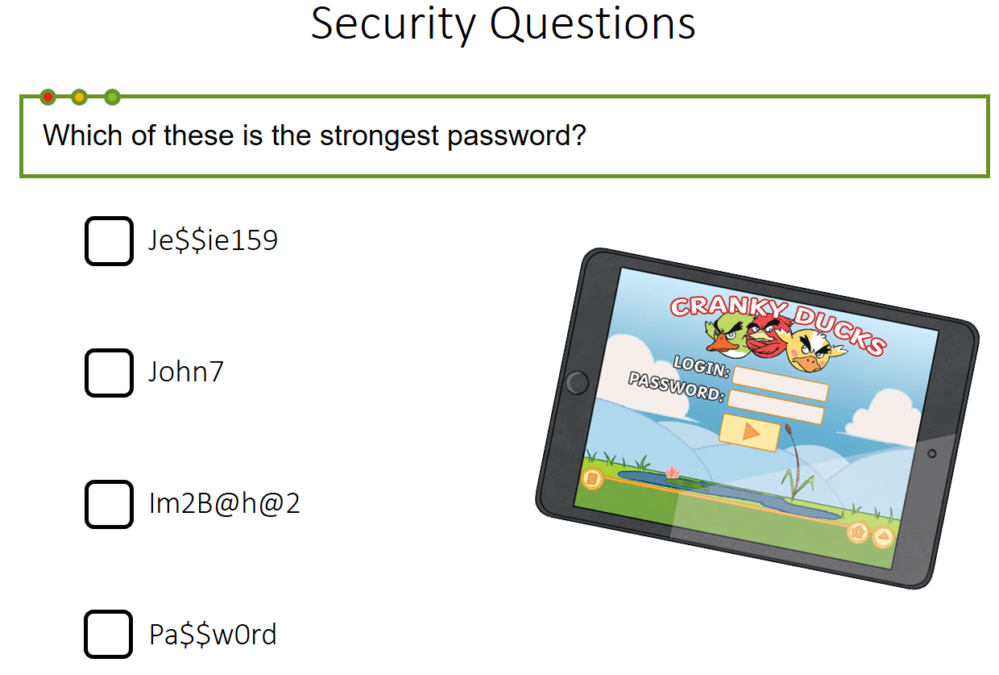 Security Questions
Which of these is the strongest password?
Je$$ie159
John7
Im2B@h@2
Pa$$w0rd
CRANKY DUCKS
LOGIN:
PASSWORD: